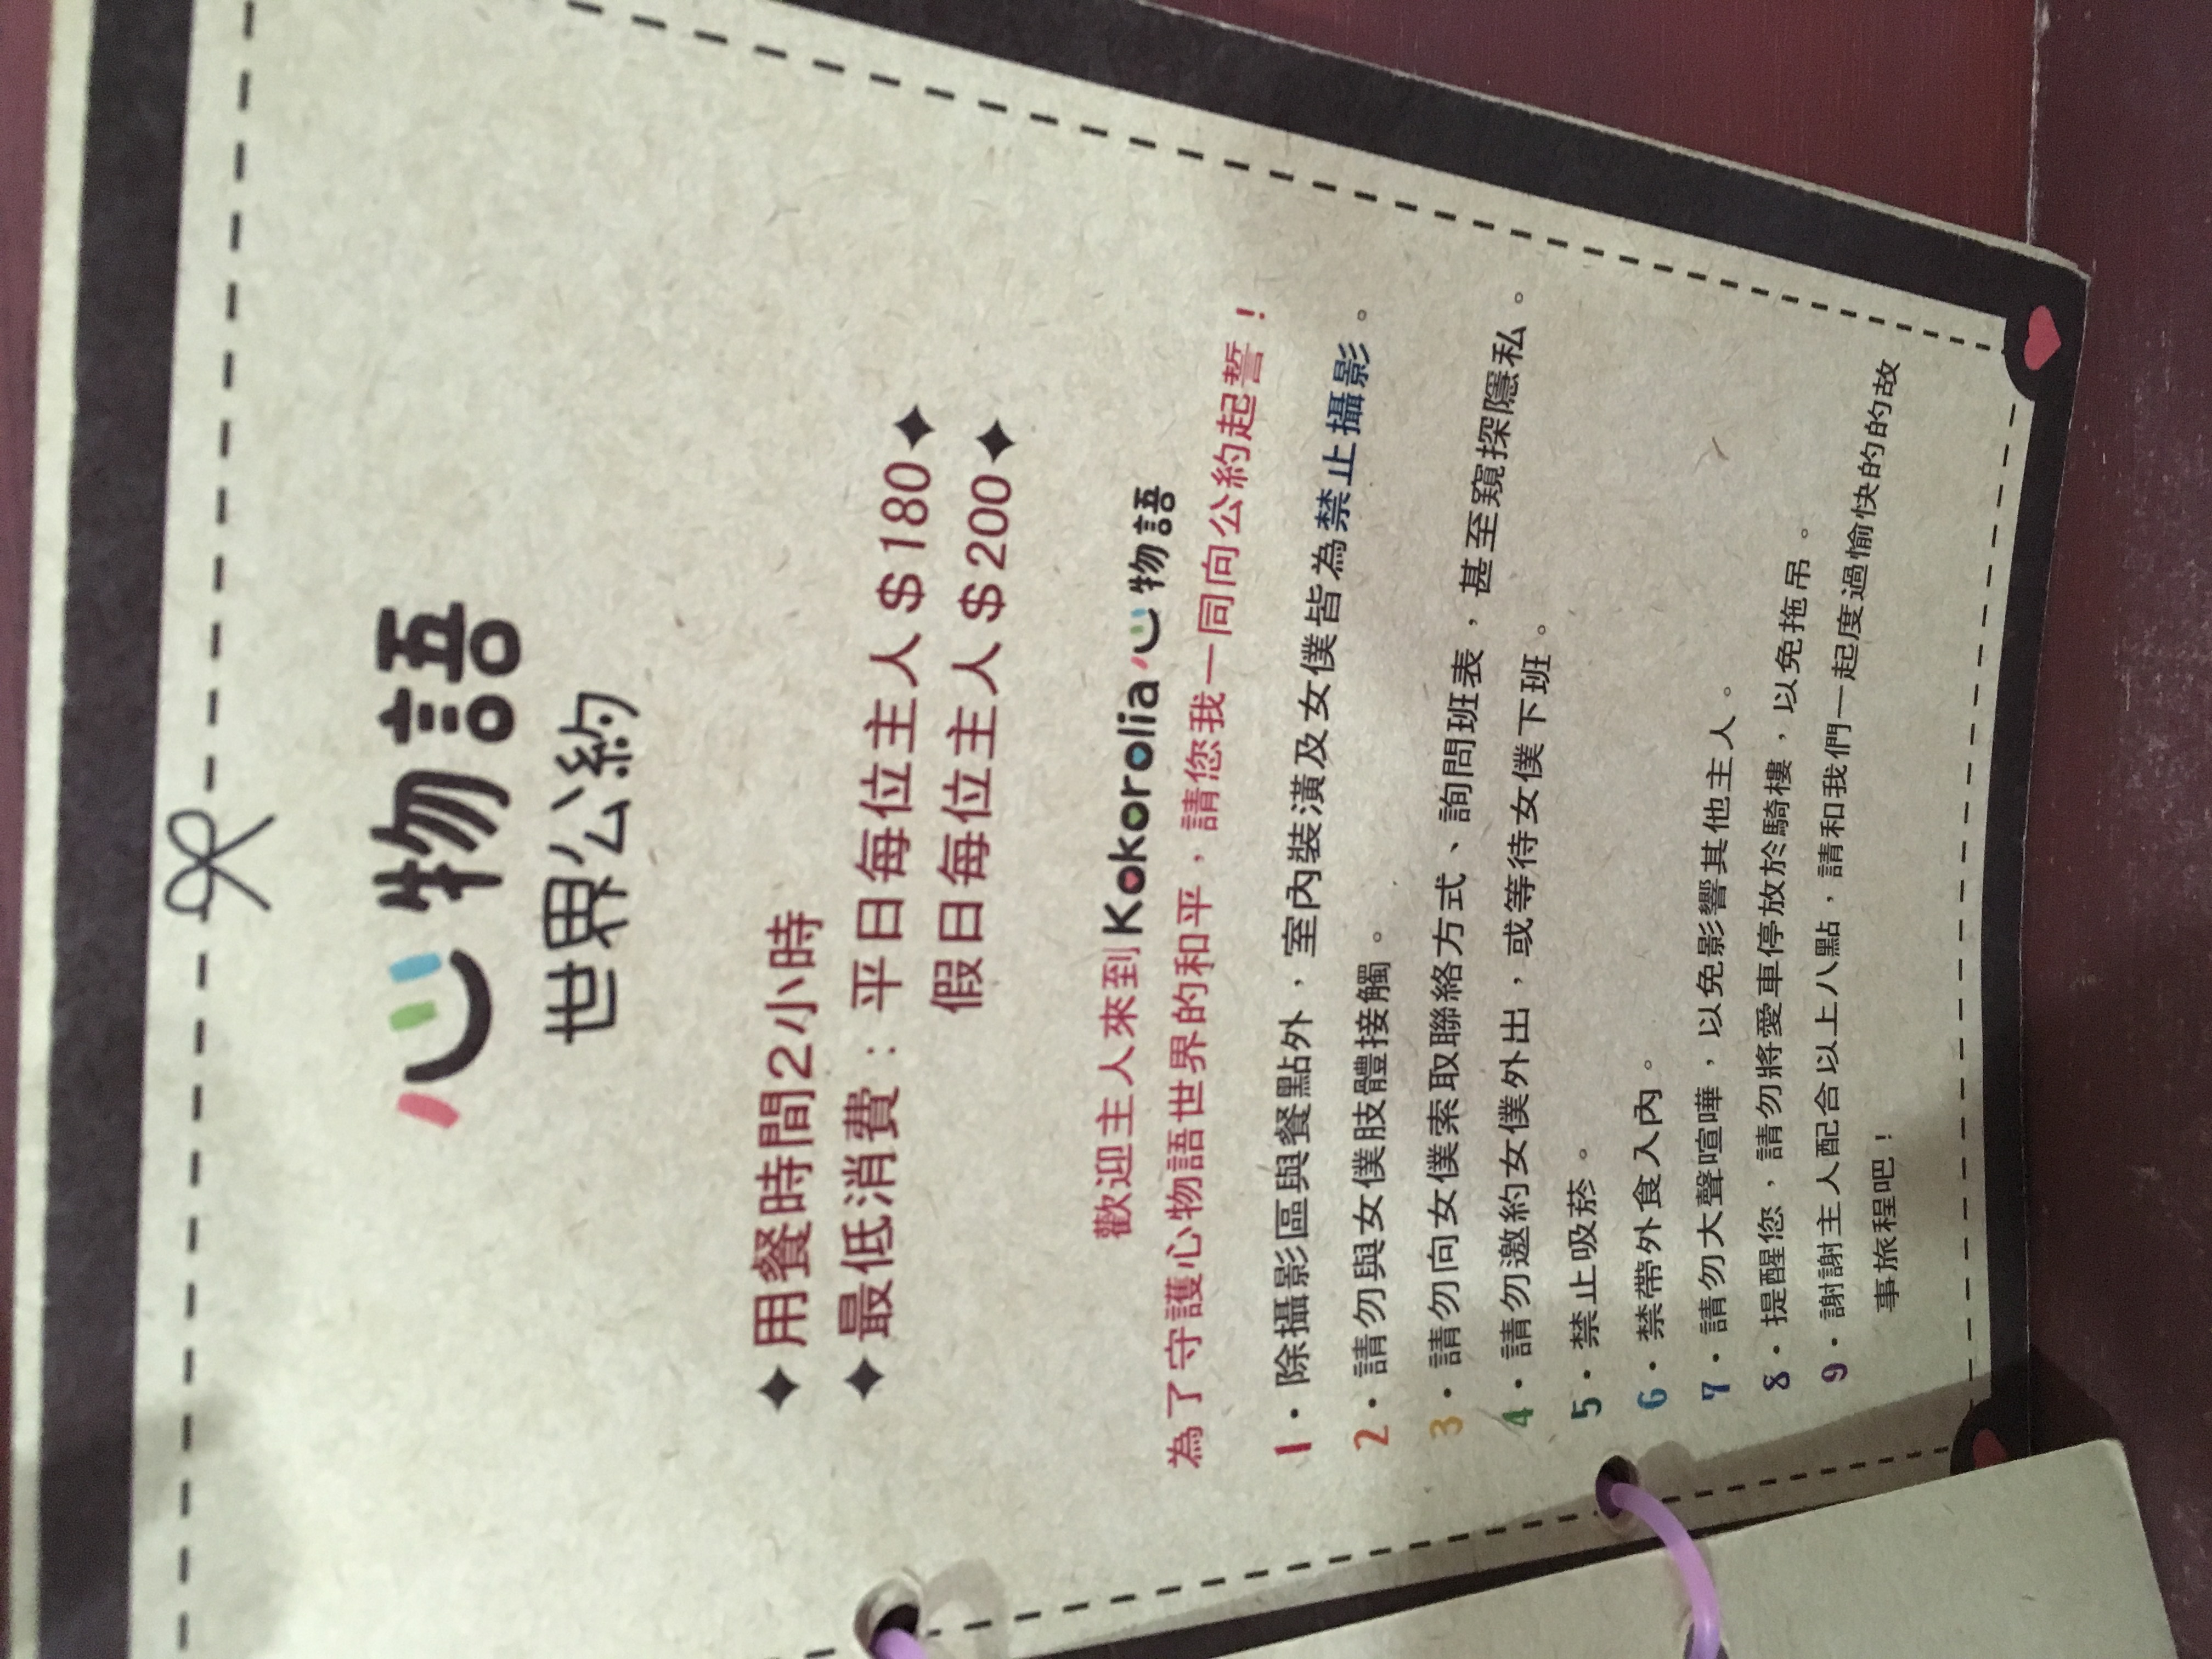 心物語
世界公約
✦用餐時間2小時
✦最低消費：平日每位主人$180✦
假日每位主人$200✦
歡迎主人來到Kokorolia心物語
為了守護心物語世界的和平，請您我一同向公約起誓！
1·除攝影區與餐點外，室內裝潢及女僕皆為禁止攝影。
2·請勿與女僕肢體接觸。
3·請勿向女僕索取聯絡方式、詢問班表，甚至窺探隱私。
4·請勿邀約女僕外出，或等待女僕下班。
5·禁止吸菸。
6·禁帶外食入內。
7·請勿大聲喧嘩，以免影響其他主人。
8·提醒您，請勿將愛車停放於騎樓，以免拖吊。
9·謝謝主人配合以上八點，請和我們一起度過愉快的的故
事旅程吧！